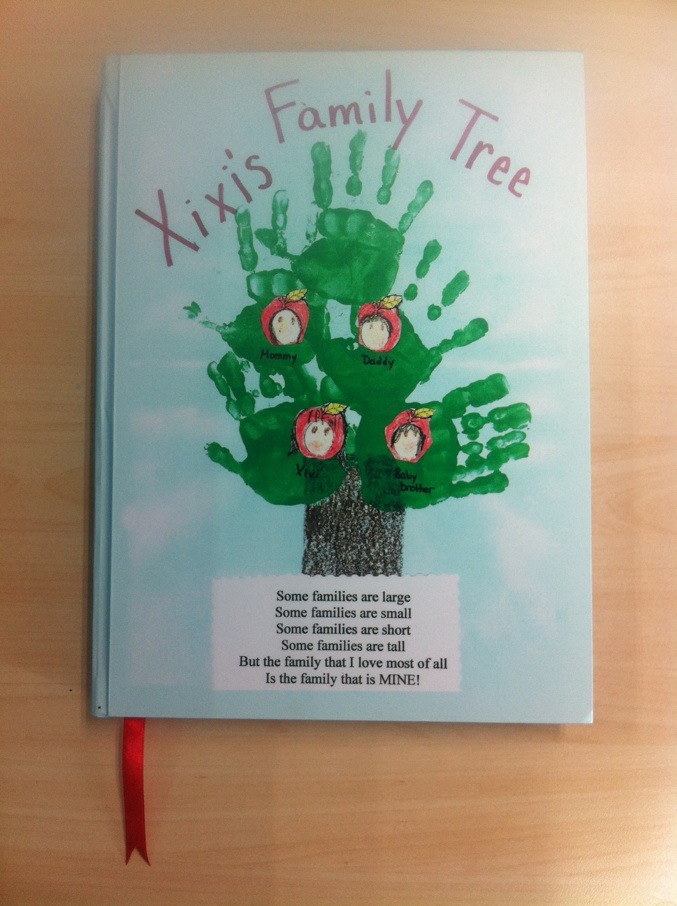 Xixi's Family Tree
Mommy
Daddy
Xixi
Baby
brother
Some families are large
Some families are small
Some families are short
Some families are tall
But the family that I love most of all
Is the family that is MINE!